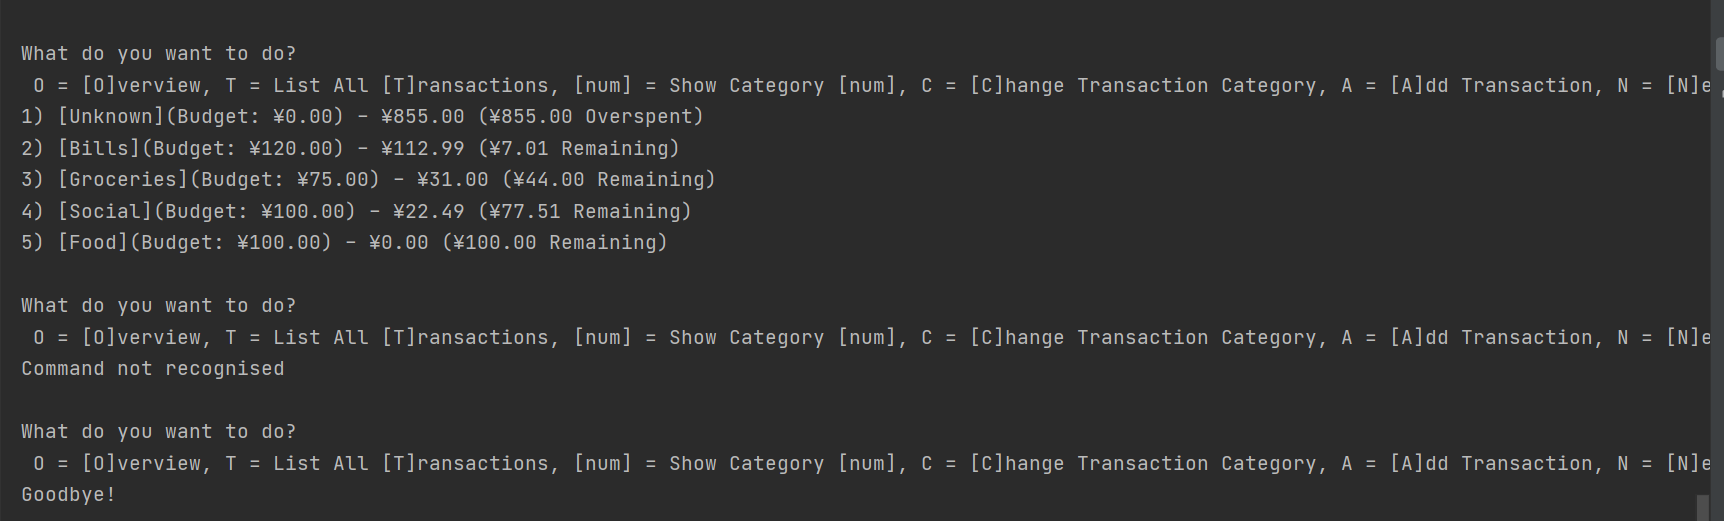 What do you want to do?
 O = [O]verview, T = List All [T]ransactions, [num] = Show Category [num], C = [C]hange Transaction Category, A = [A]dd Transaction, N = [N]e
1) [Unknown](Budget: ¥0.00) - ¥855.00 (¥855.00 Overspent)
2) [Bills](Budget: ¥120.00) - ¥112.99 (¥7.01 Remaining)
3) [Groceries](Budget: ¥75.00) - ¥31.00 (¥44.00 Remaining)
4) [Social](Budget: ¥100.00) - ¥22.49 (¥77.51 Remaining)
5) [Food](Budget: ¥100.00) - ¥0.00 (¥100.00 Remaining)
What do you want to do?
 O = [O]verview, T = List All [T]ransactions, [num] = Show Category [num], C = [C]hange Transaction Category, A = [A]dd Transaction, N = [N]e
Command not recognised
What do you want to do?
 O = [O]verview, T = List All [T]ransactions, [num] = Show Category [num], C = [C]hange Transaction Category, A = [A]dd Transaction, N = [N]e
Goodbye!